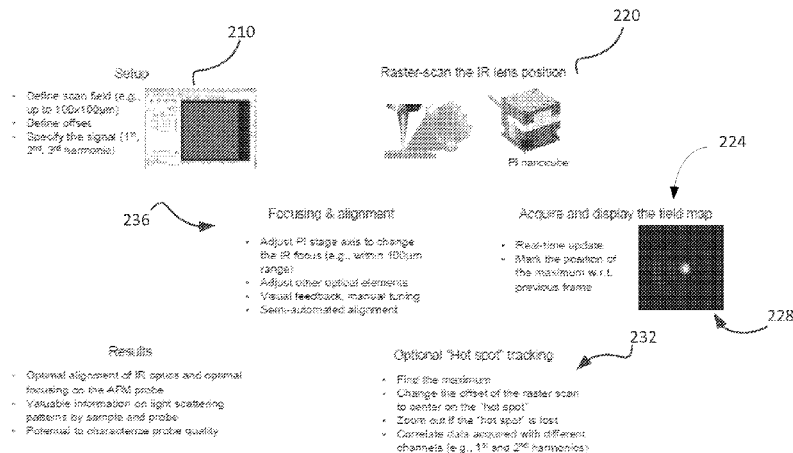 210
220
Setup
Define scan field (e.g.,
up to 100x100µm)
Define offset
Specify the signal (1st,
2nd, 3rd harmonic)
Raster-scan the IR lens position
PI nanocube
224
236
Focusing & alignment
Adjust PI stage axis to change
the IR focus (e.g., within 100µm
range)
Adjust other optical elements
Visual feedback, manual tuning
Semi-automated alignment
Acquire and display the field map
Real-time update
Mark the position of
the maximum w.r.t.
previous frame
228
232
Results
Optimal alignment of IR optics and optimal
focusing on the AFM probe
Valuable information on light scattering
patterns by sample and probe
Potential to characterize probe quality
Optional "Hot spot" tracking
Find the maximum
Change the offset of the raster scan
to center on the "hot spot"
Zoom out if the "hot spot" is lost
Correlate data acquired with different
channels (e.g., 1st and 2nd harmonics)